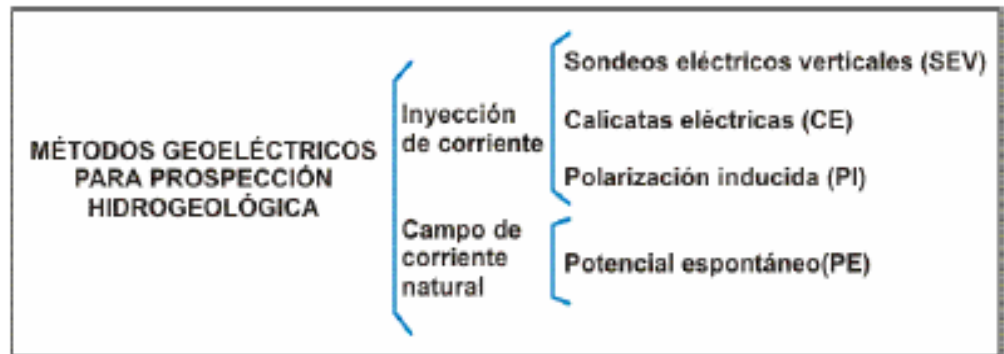 MÉTODOS GEOELÉCTRICOS
PARA PROSPECCIÓN
HIDROGEOLÓGICA
Inyección
de corriente
Sondeos eléctricos verticales (SEV)
Calicatas eléctricas (CE)
Polarización inducida (PI)
Campo de
corriente
natural
Potencial espontáneo(PE)